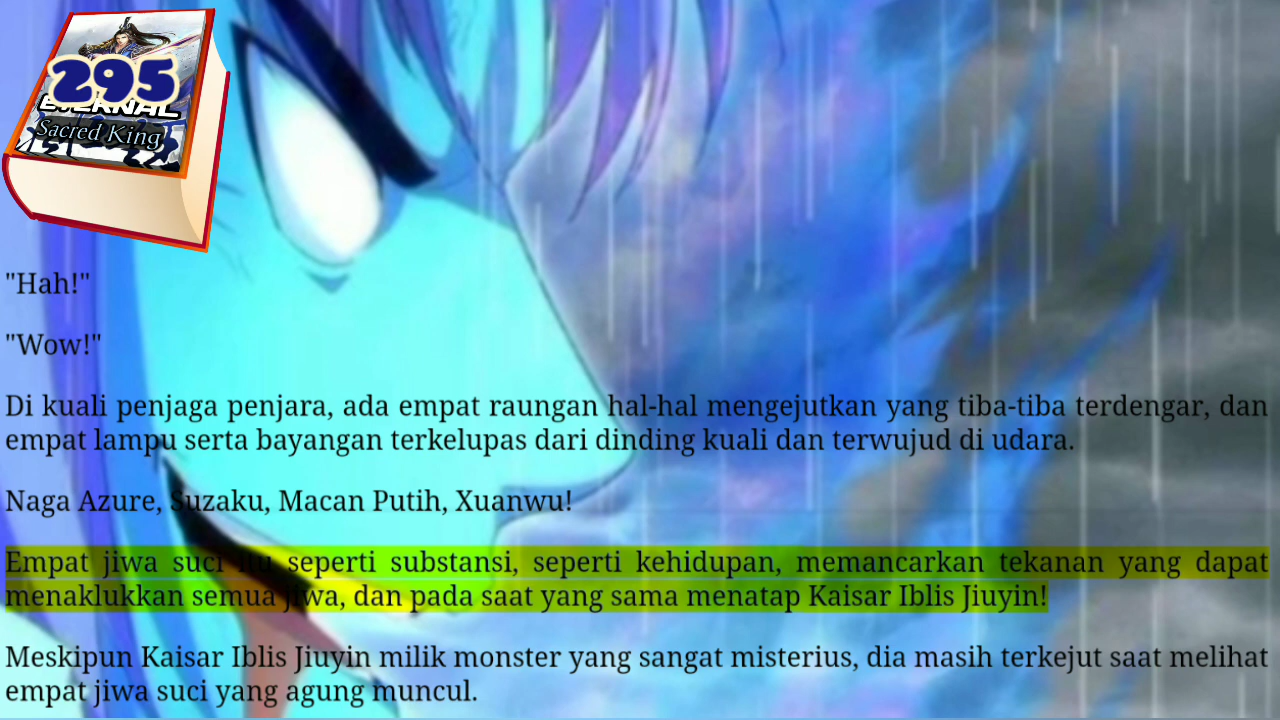 295
ETERNAL
Sacred King
"Hah!"
"Wow!"
Di kuali penjaga penjara, ada empat raungan hal-hal mengejutkan yang tiba-tiba terdengar, dan
empat lampu serta bayangan terkelupas dari dinding kuali dan terwujud di udara.
Naga Azure, Suzaku, Macan Putih, Xuanwu!
Empat jiwa suci itu seperti substansi, seperti kehidupan, memancarkan tekanan yang dapat
menaklukkan semua jiwa, dan pada saat yang sama menatap Kaisar Iblis Jiuyin!
Meskipun Kaisar Iblis Jiuyin milik monster yang sangat misterius, dia masih terkejut saat melihat
empat jiwa suci yang agung muncul.